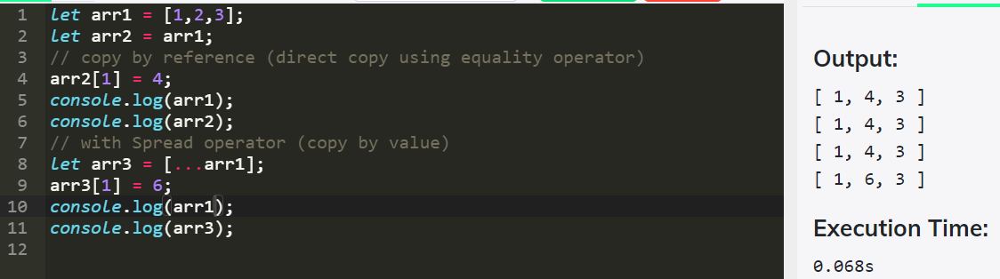 1 let arr1 = [1,2,3];
2 let arr2 = arr1;
3 // copy by reference (direct copy using equality operator)
4 arr2[1] = 4;
5 console.log(arr1);
6 console.log(arr2);
7 // with Spread operator (copy by value)
8 let arr3 = [...arr1];
9 arr3[1] = 6;
10 console.log(arr1);
11 console.log(arr3);
12
Output:
[ 1, 4, 3 ]
[ 1, 4, 3 ]
[ 1, 4, 3 ]
[ 1, 6, 3 ]
Execution Time:
0.068s